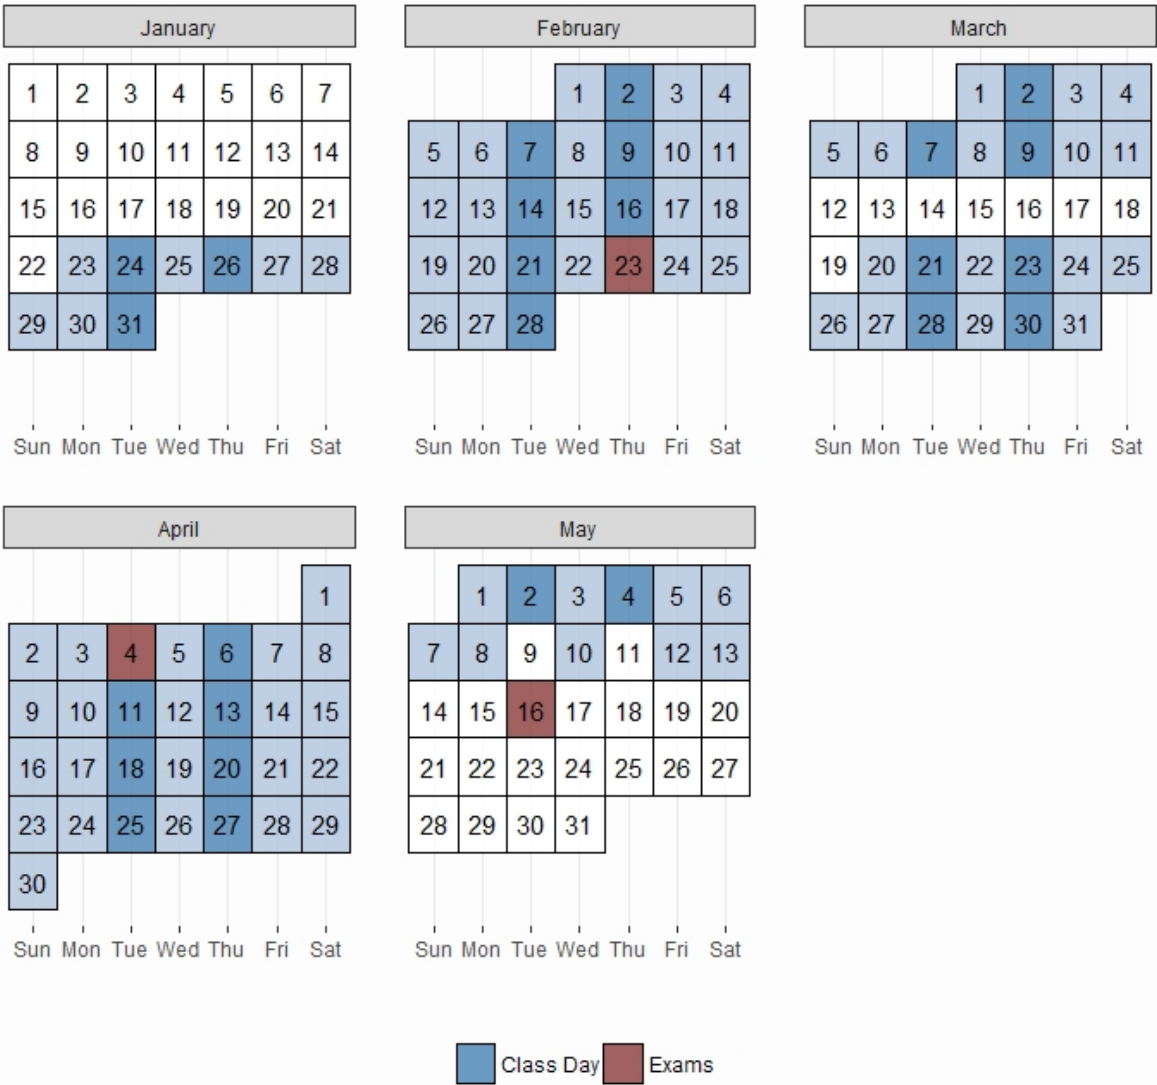 January February March
1 2 3 4 5 6 7 1 2 3 4 1 2 3 4
8 9 10 11 12 13 14 5 6 7 8 9 10 11 5 6 7 8 9 10 11
15 16 17 18 19 20 21 12 13 14 15 16 17 18 12 13 14 15 16 17 18
22 23 24 25 26 27 28 19 20 21 22 23 24 25 19 20 21 22 23 24 25
29 30 31 26 27 28 26 27 28 29 30 31
Sun Mon Tue Wed Thu Fri Sat Sun Mon Tue Wed Thu Fri Sat Sun Mon Tue Wed Thu Fri Sat
April May
1 1 2 3 4 5 6
2 3 4 5 6 7 8 7 8 9 10 11 12 13
9 10 11 12 13 14 15 14 15 16 17 18 19 20
16 17 18 19 20 21 22 21 22 23 24 25 26 27
23 24 25 26 27 28 29 28 29 30 31
30
Sun Mon Tue Wed Thu Fri Sat Sun Mon Tue Wed Thu Fri Sat
Class Day Exams